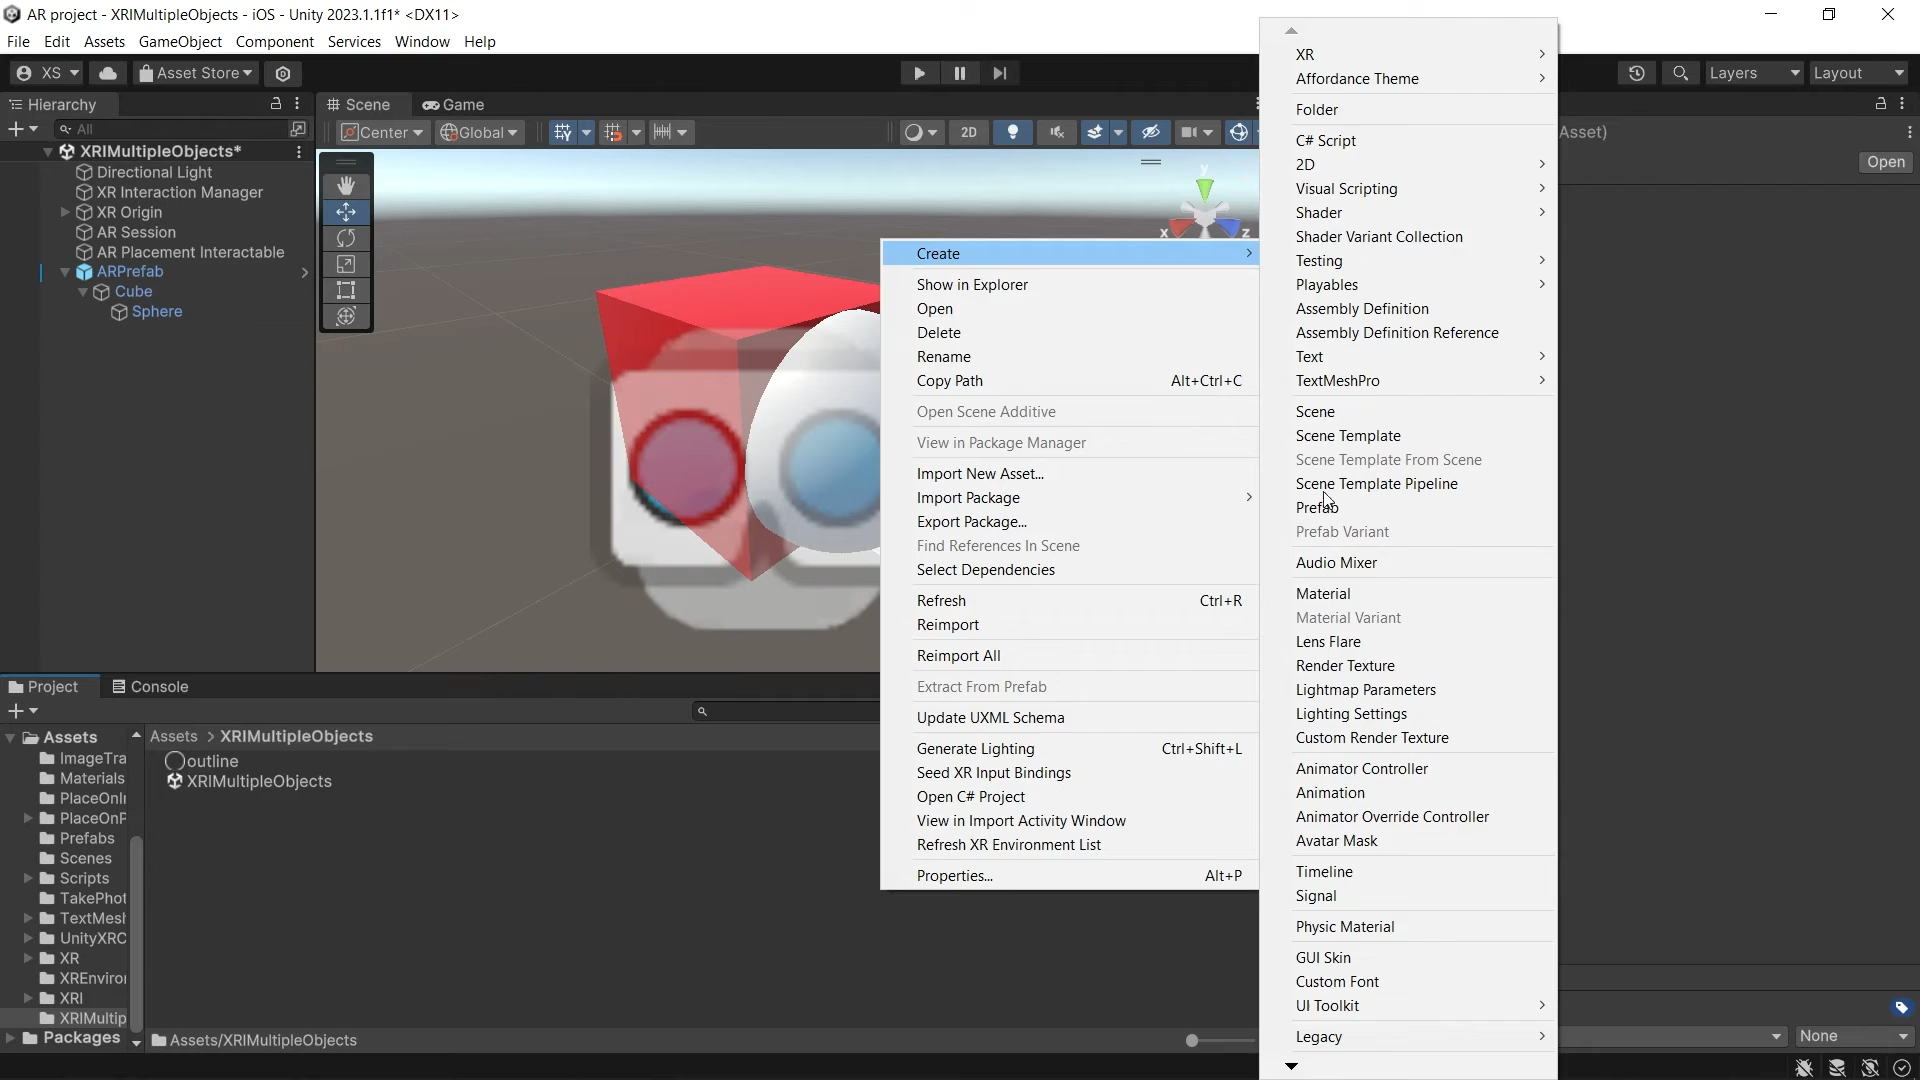 AR project - XRIMultipleObjects - iOS - Unity 2023.1.1f1* <DX11>
File Edit Assets GameObject Component Services Window Help
XS Asset Store Layers Layout
Hierarchy
All
XRIMultipleObjects*
Directional Light
XR Interaction Manager
XR Origin
AR Session
AR Placement Interactable
ARPrefab
Cube
Sphere
Scene Game
Center Global 2D
y
x z
Create
Show in Explorer
Open
Delete
Rename
Copy Path Alt+Ctrl+C
Open Scene Additive
View in Package Manager
Import New Asset...
Import Package
Export Package...
Find References In Scene
Select Dependencies
Refresh Ctrl+R
Reimport
Reimport All
Extract From Prefab
Update UXML Schema
Generate Lighting Ctrl+Shift+L
Seed XR Input Bindings
Open C# Project
View in Import Activity Window
Refresh XR Environment List
Properties... Alt+P
XR
Affordance Theme
Folder
C# Script
2D
Visual Scripting
Shader
Shader Variant Collection
Testing
Playables
Assembly Definition
Assembly Definition Reference
Text
TextMeshPro
Scene
Scene Template
Scene Template From Scene
Scene Template Pipeline
Prefab
Prefab Variant
Audio Mixer
Material
Material Variant
Lens Flare
Render Texture
Lightmap Parameters
Lighting Settings
Custom Render Texture
Animator Controller
Animation
Animator Override Controller
Avatar Mask
Timeline
Signal
Physic Material
GUI Skin
Custom Font
UI Toolkit
Legacy
Asset)
Open
None
Project Console
Assets
ImageTra
Materials
PlaceOnIr
PlaceOnP
Prefabs
Scenes
Scripts
TakePhot
TextMesh
UnityXRC
XR
XREnviror
XRI
XRIMultip
Packages
Assets > XRIMultipleObjects
outline
XRIMultipleObjects
Assets/XRIMultipleObjects